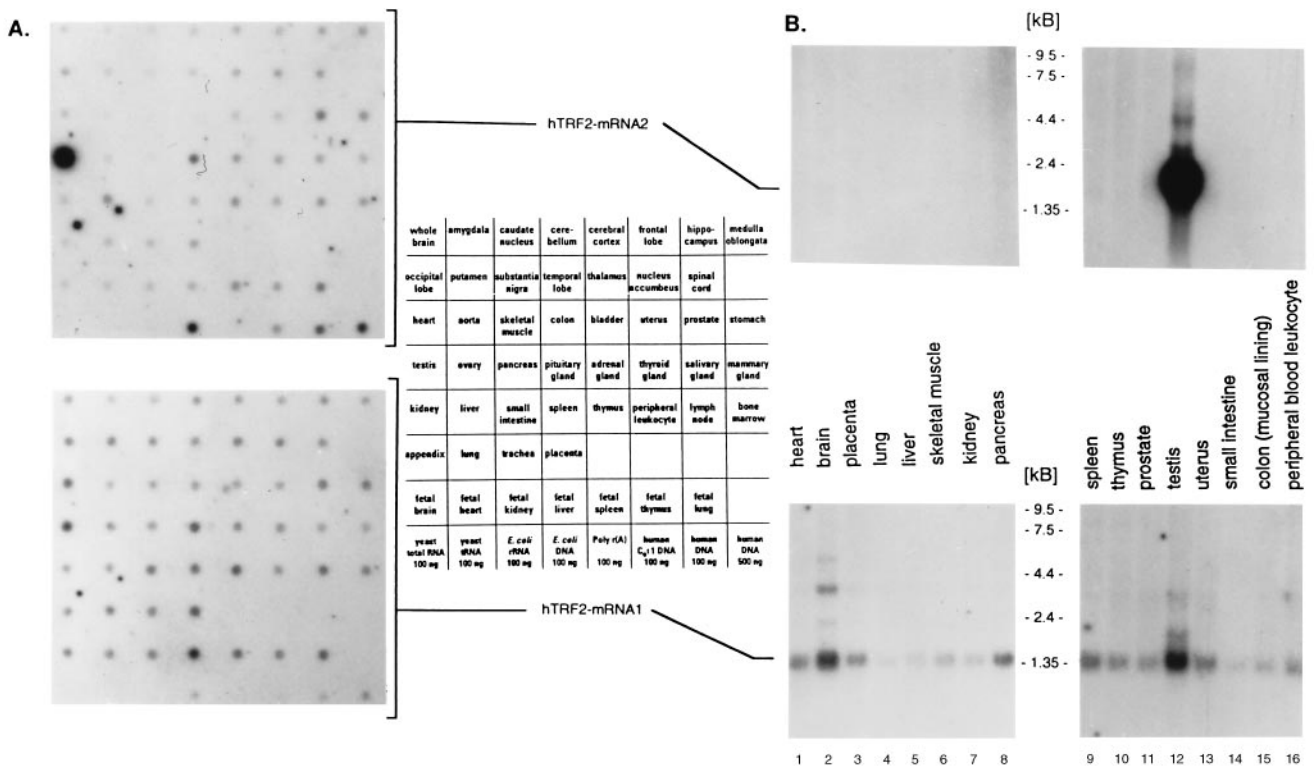 A.
B.
[kB]
- 9.5 -
- 7.5 -
- 4.4 -
- 2.4 -
- 1.35 -
hTRF2-mRNA2
whole brain amygdala caudate nucleus cere-bellum cerebral cortex frontal lobe hippo-campus medulla oblongata
occipital lobe putamen substantia nigra temporal lobe thalamus nucleus accumbeus spinal cord
heart aorta skeletal muscle colon bladder uterus prostate stomach
testis ovary pancreas pituitary gland adrenal gland thyroid gland salivary gland mammary gland
kidney liver small intestine spleen thymus peripheral leukocyte lymph node bone marrow
appendix lung trachea placenta
fetal brain fetal heart fetal kidney fetal liver fetal spleen fetal thymus fetal lung
yeast total RNA 100 ng yeast tRNA 100 ng E. coli rRNA 100 ng E. coli DNA 100 ng Poly r(A) 100 ng human C₀t 1 DNA 100 ng human DNA 100 ng human DNA 500 ng
hTRF2-mRNA1
heart
brain
placenta
lung
liver
skeletal muscle
kidney
pancreas
[kB]
spleen
thymus
prostate
testis
uterus
small intestine
colon (mucosal lining)
peripheral blood leukocyte
- 9.5 -
- 7.5 -
- 4.4 -
- 2.4 -
- 1.35 -
1 2 3 4 5 6 7 8 9 10 11 12 13 14 15 16